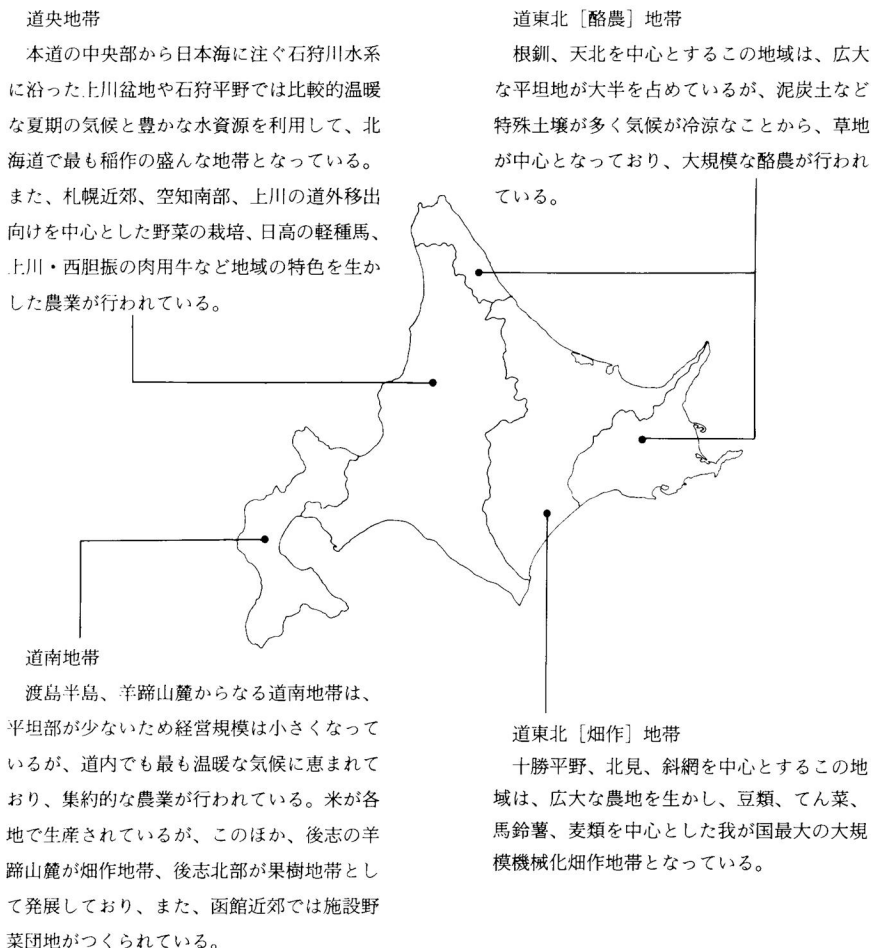 道央地帯
本道の中央部から日本海に注ぐ石狩川水系
に沿った上川盆地や石狩平野では比較的温暖
な夏期の気候と豊かな水資源を利用して、北
海道で最も稲作の盛んな地帯となっている。
また、札幌近郊、空知南部、上川の道外移出
向けを中心とした野菜の栽培、日高の軽種馬、
上川・西胆振の肉用牛など地域の特色を生か
した農業が行われている。
道東北［酪農］地帯
根釧、天北を中心とするこの地域は、広大
な平坦地が大半を占めているが、泥炭土など
特殊土壌が多く気候が冷涼なことから、草地
が中心となっており、大規模な酪農が行われ
ている。
道南地帯
渡島半島、羊蹄山麓からなる道南地帯は、
平坦部が少ないため経営規模は小さくなって
いるが、道内でも最も温暖な気候に恵まれて
おり、集約的な農業が行われている。米が各
地で生産されているが、このほか、後志の羊
蹄山麓が畑作地帯、後志北部が果樹地帯とし
て発展しており、また、函館近郊では施設野
菜団地がつくられている。
道東北［畑作］地帯
十勝平野、北見、斜網を中心とするこの地
域は、広大な農地を生かし、豆類、てん菜、
馬鈴薯、麦類を中心とした我が国最大の大規
模機械化畑作地帯となっている。